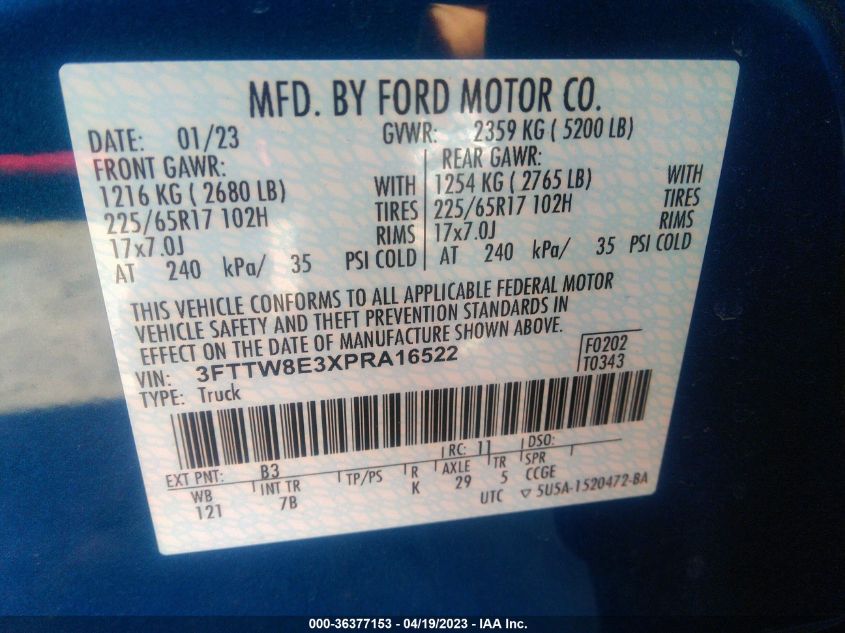 MFD. BY FORD MOTOR CO.
DATE: 01/23 GVWR: 2359 KG ( 5200 LB)
FRONT GAWR: REAR GAWR:
1216 KG ( 2680 LB) WITH 1254 KG ( 2765 LB) WITH
225/65R17 102H TIRES 225/65R17 102H TIRES
17x7.0J RIMS 17x7.0J RIMS
AT 240 kPa/ 35 PSI COLD AT 240 kPa/ 35 PSI COLD
THIS VEHICLE CONFORMS TO ALL APPLICABLE FEDERAL MOTOR
VEHICLE SAFETY AND THEFT PREVENTION STANDARDS IN
EFFECT ON THE DATE OF MANUFACTURE SHOWN ABOVE.
VIN: 3FTTW8E3XPRA16522 F0202
TYPE: Truck T0343
EXT PNT: B3 RC: 11 DSO:
WB INT TR TP/PS R AXLE TR SPR
121 7B K 29 5 CCGE
UTC ▽ 5U5A-1520472-BA
000-36377153 - 04/19/2023 - IAA Inc.